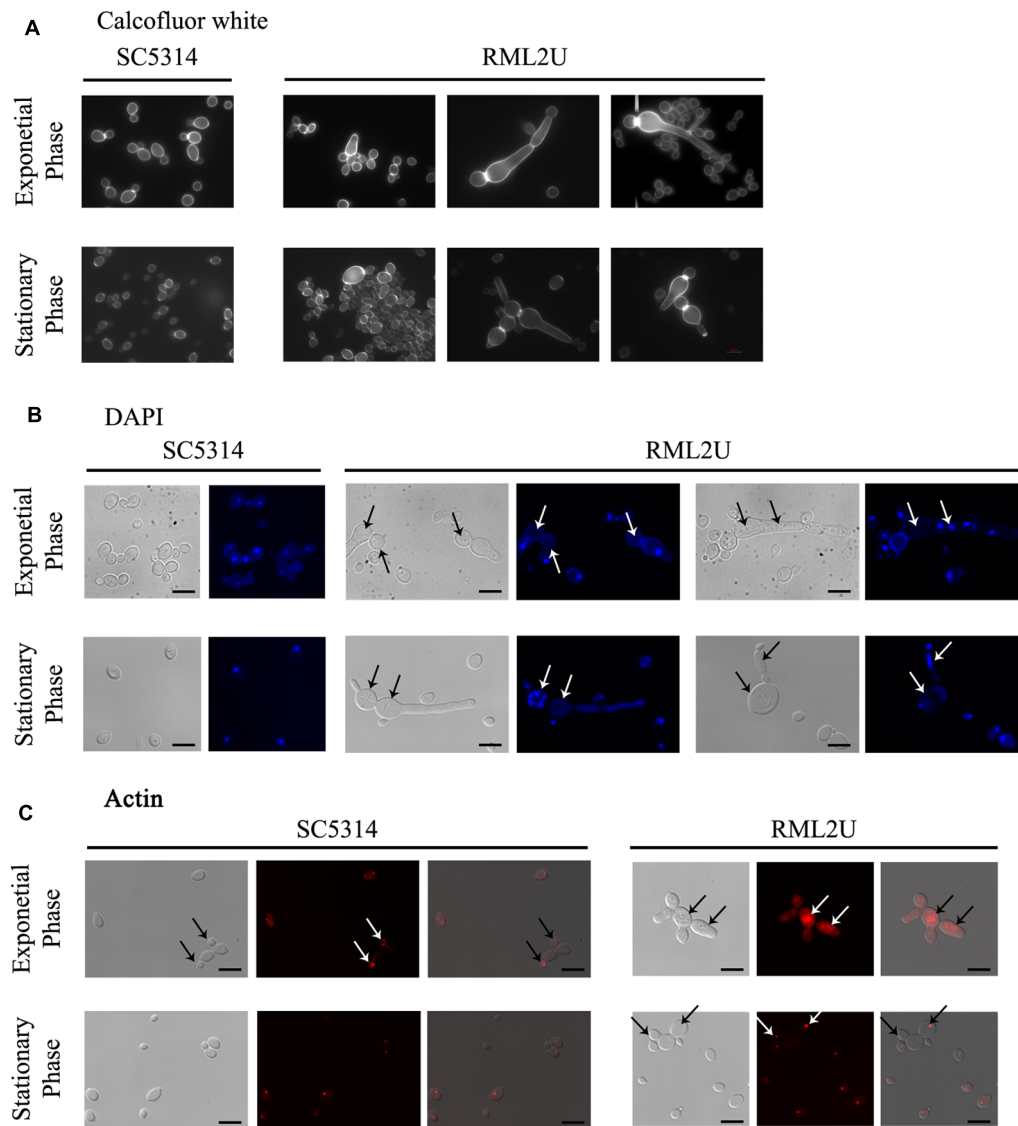 A
Calcofluor white
SC5314
RML2U
Exponetial Phase
Stationary Phase
B
DAPI
SC5314
RML2U
Exponetial Phase
Stationary Phase
C
Actin
SC5314
RML2U
Exponetial Phase
Stationary Phase